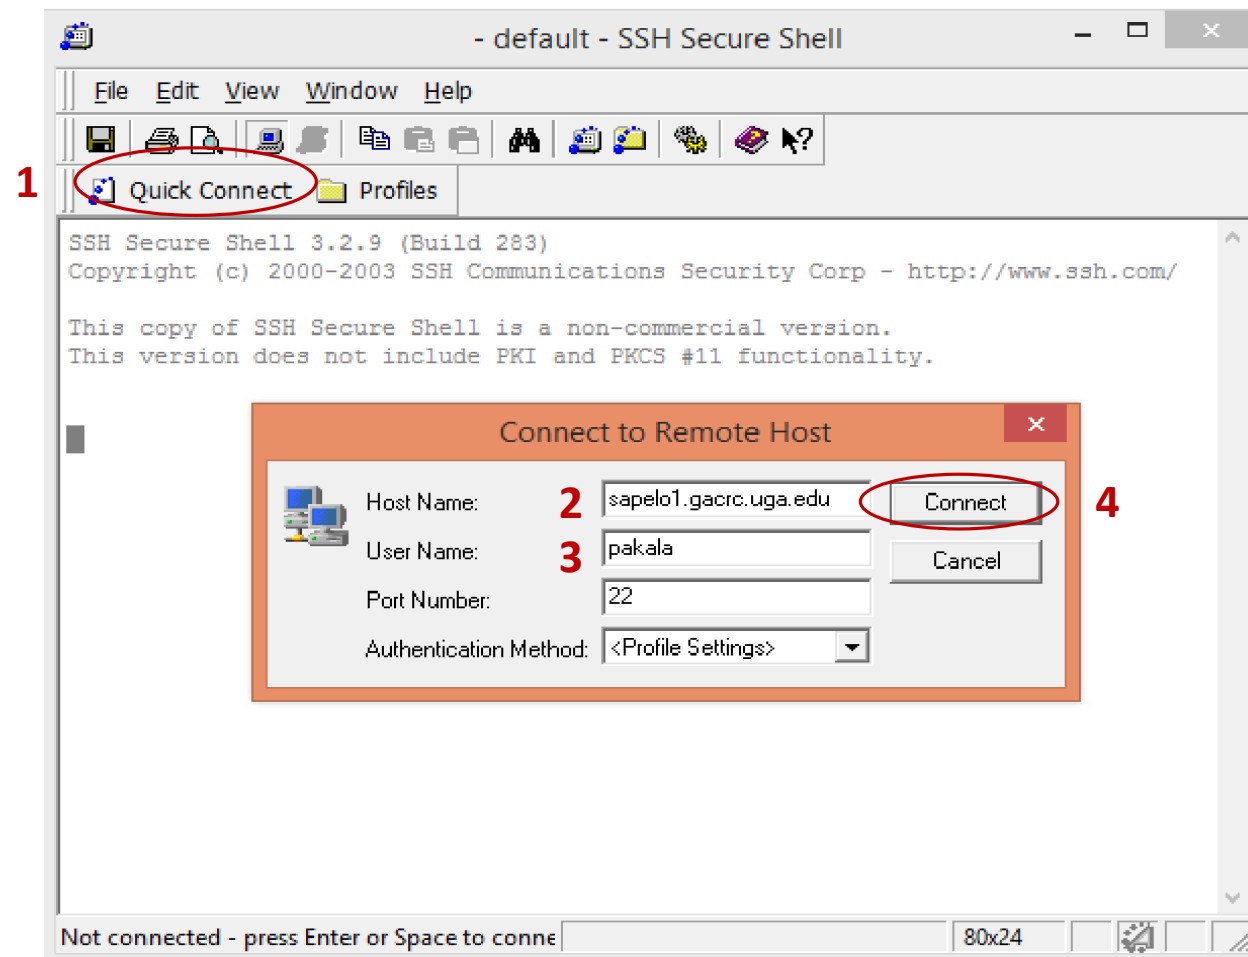 - default - SSH Secure Shell
File Edit View Window Help
1
Quick Connect Profiles
SSH Secure Shell 3.2.9 (Build 283)
Copyright (c) 2000-2003 SSH Communications Security Corp - http://www.ssh.com/
This copy of SSH Secure Shell is a non-commercial version.
This version does not include PKI and PKCS #11 functionality.
Connect to Remote Host
Host Name: 2 sapelo1.gacrc.uga.edu Connect 4
User Name: 3 pakala Cancel
Port Number: 22
Authentication Method: <Profile Settings>
Not connected - press Enter or Space to conne 80x24